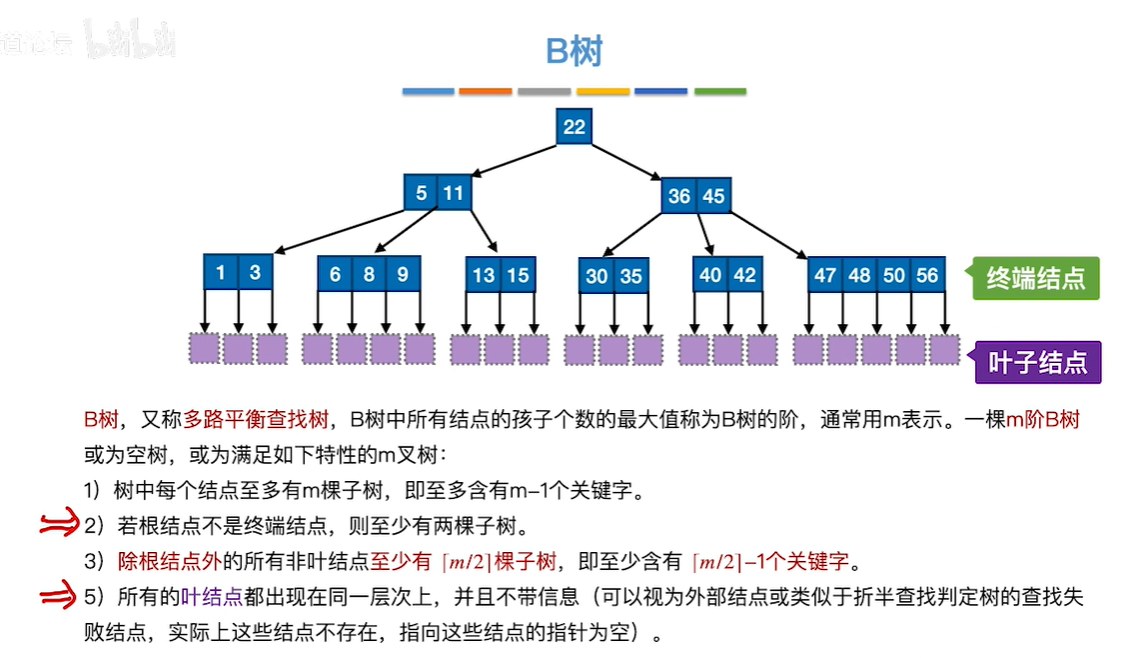 bilibili
B树
22
5 11
36 45
1 3
6 8 9
13 15
30 35
40 42
47 48 50 56
终端结点
叶子结点
B树，又称多路平衡查找树，B树中所有结点的孩子个数的最大值称为B树的阶，通常用m表示。一棵m阶B树
或为空树，或为满足如下特性的m叉树：
1）树中每个结点至多有m棵子树，即至多含有m–1个关键字。
2）若根结点不是终端结点，则至少有两棵子树。
3）除根结点外的所有非叶结点至少有 ⌈m/2⌉棵子树，即至少含有 ⌈m/2⌉–1个关键字。
5）所有的叶结点都出现在同一层次上，并且不带信息（可以视为外部结点或类似于折半查找判定树的查找失
败结点，实际上这些结点不存在，指向这些结点的指针为空）。